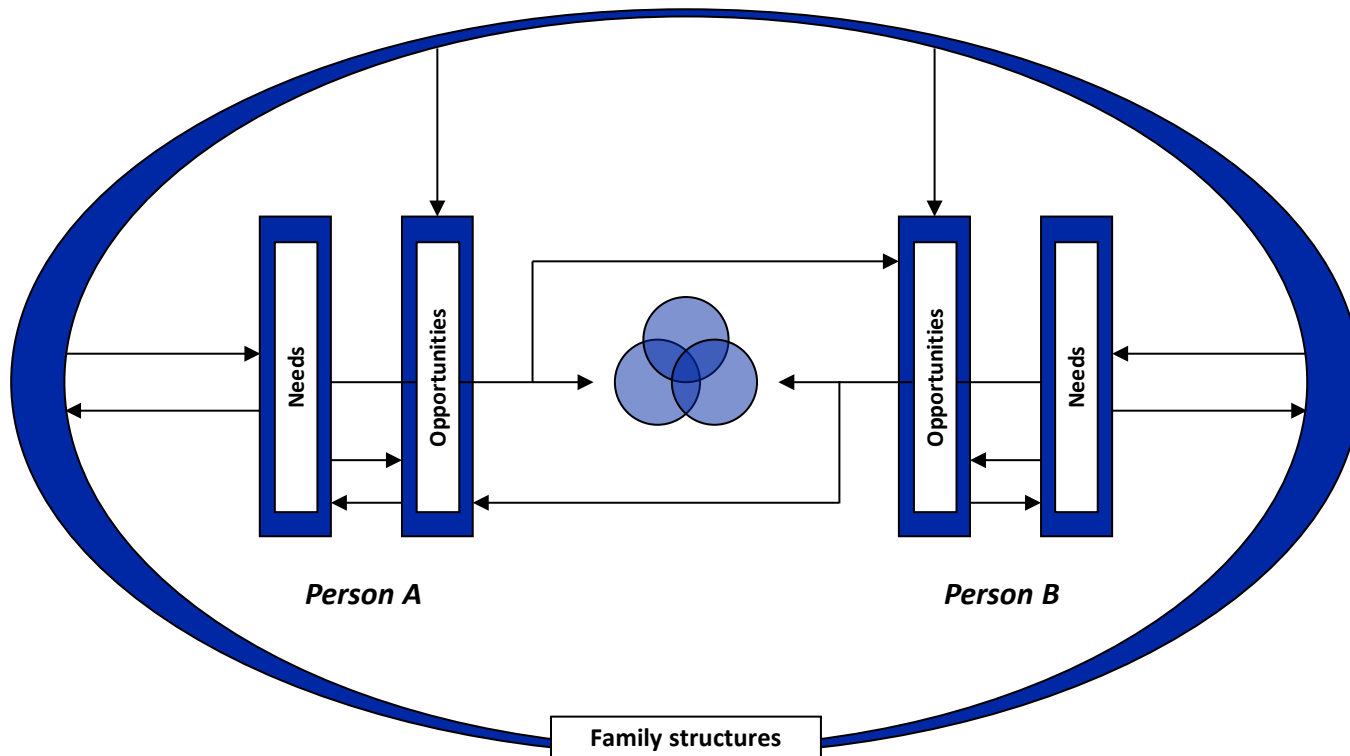 Needs
Opportunities
Opportunities
Needs
Person A
Person B
Family structures